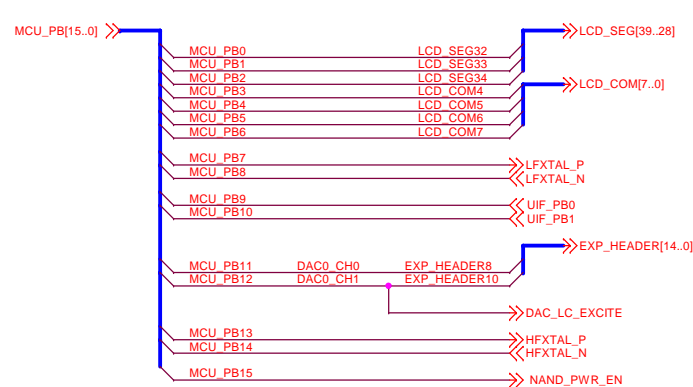 MCU_PB[15..0] LCD_SEG[39..28]
MCU_PB0 LCD_SEG32
MCU_PB1 LCD_SEG33
MCU_PB2 LCD_SEG34
MCU_PB3 LCD_COM4 LCD_COM[7..0]
MCU_PB4 LCD_COM5
MCU_PB5 LCD_COM6
MCU_PB6 LCD_COM7
MCU_PB7 LFXTAL_P
MCU_PB8 LFXTAL_N
MCU_PB9 UIF_PB0
MCU_PB10 UIF_PB1
EXP_HEADER[14..0]
MCU_PB11 DAC0_CH0 EXP_HEADER8
MCU_PB12 DAC0_CH1 EXP_HEADER10
DAC_LC_EXCITE
MCU_PB13 HFXTAL_P
MCU_PB14 HFXTAL_N
MCU_PB15 NAND_PWR_EN